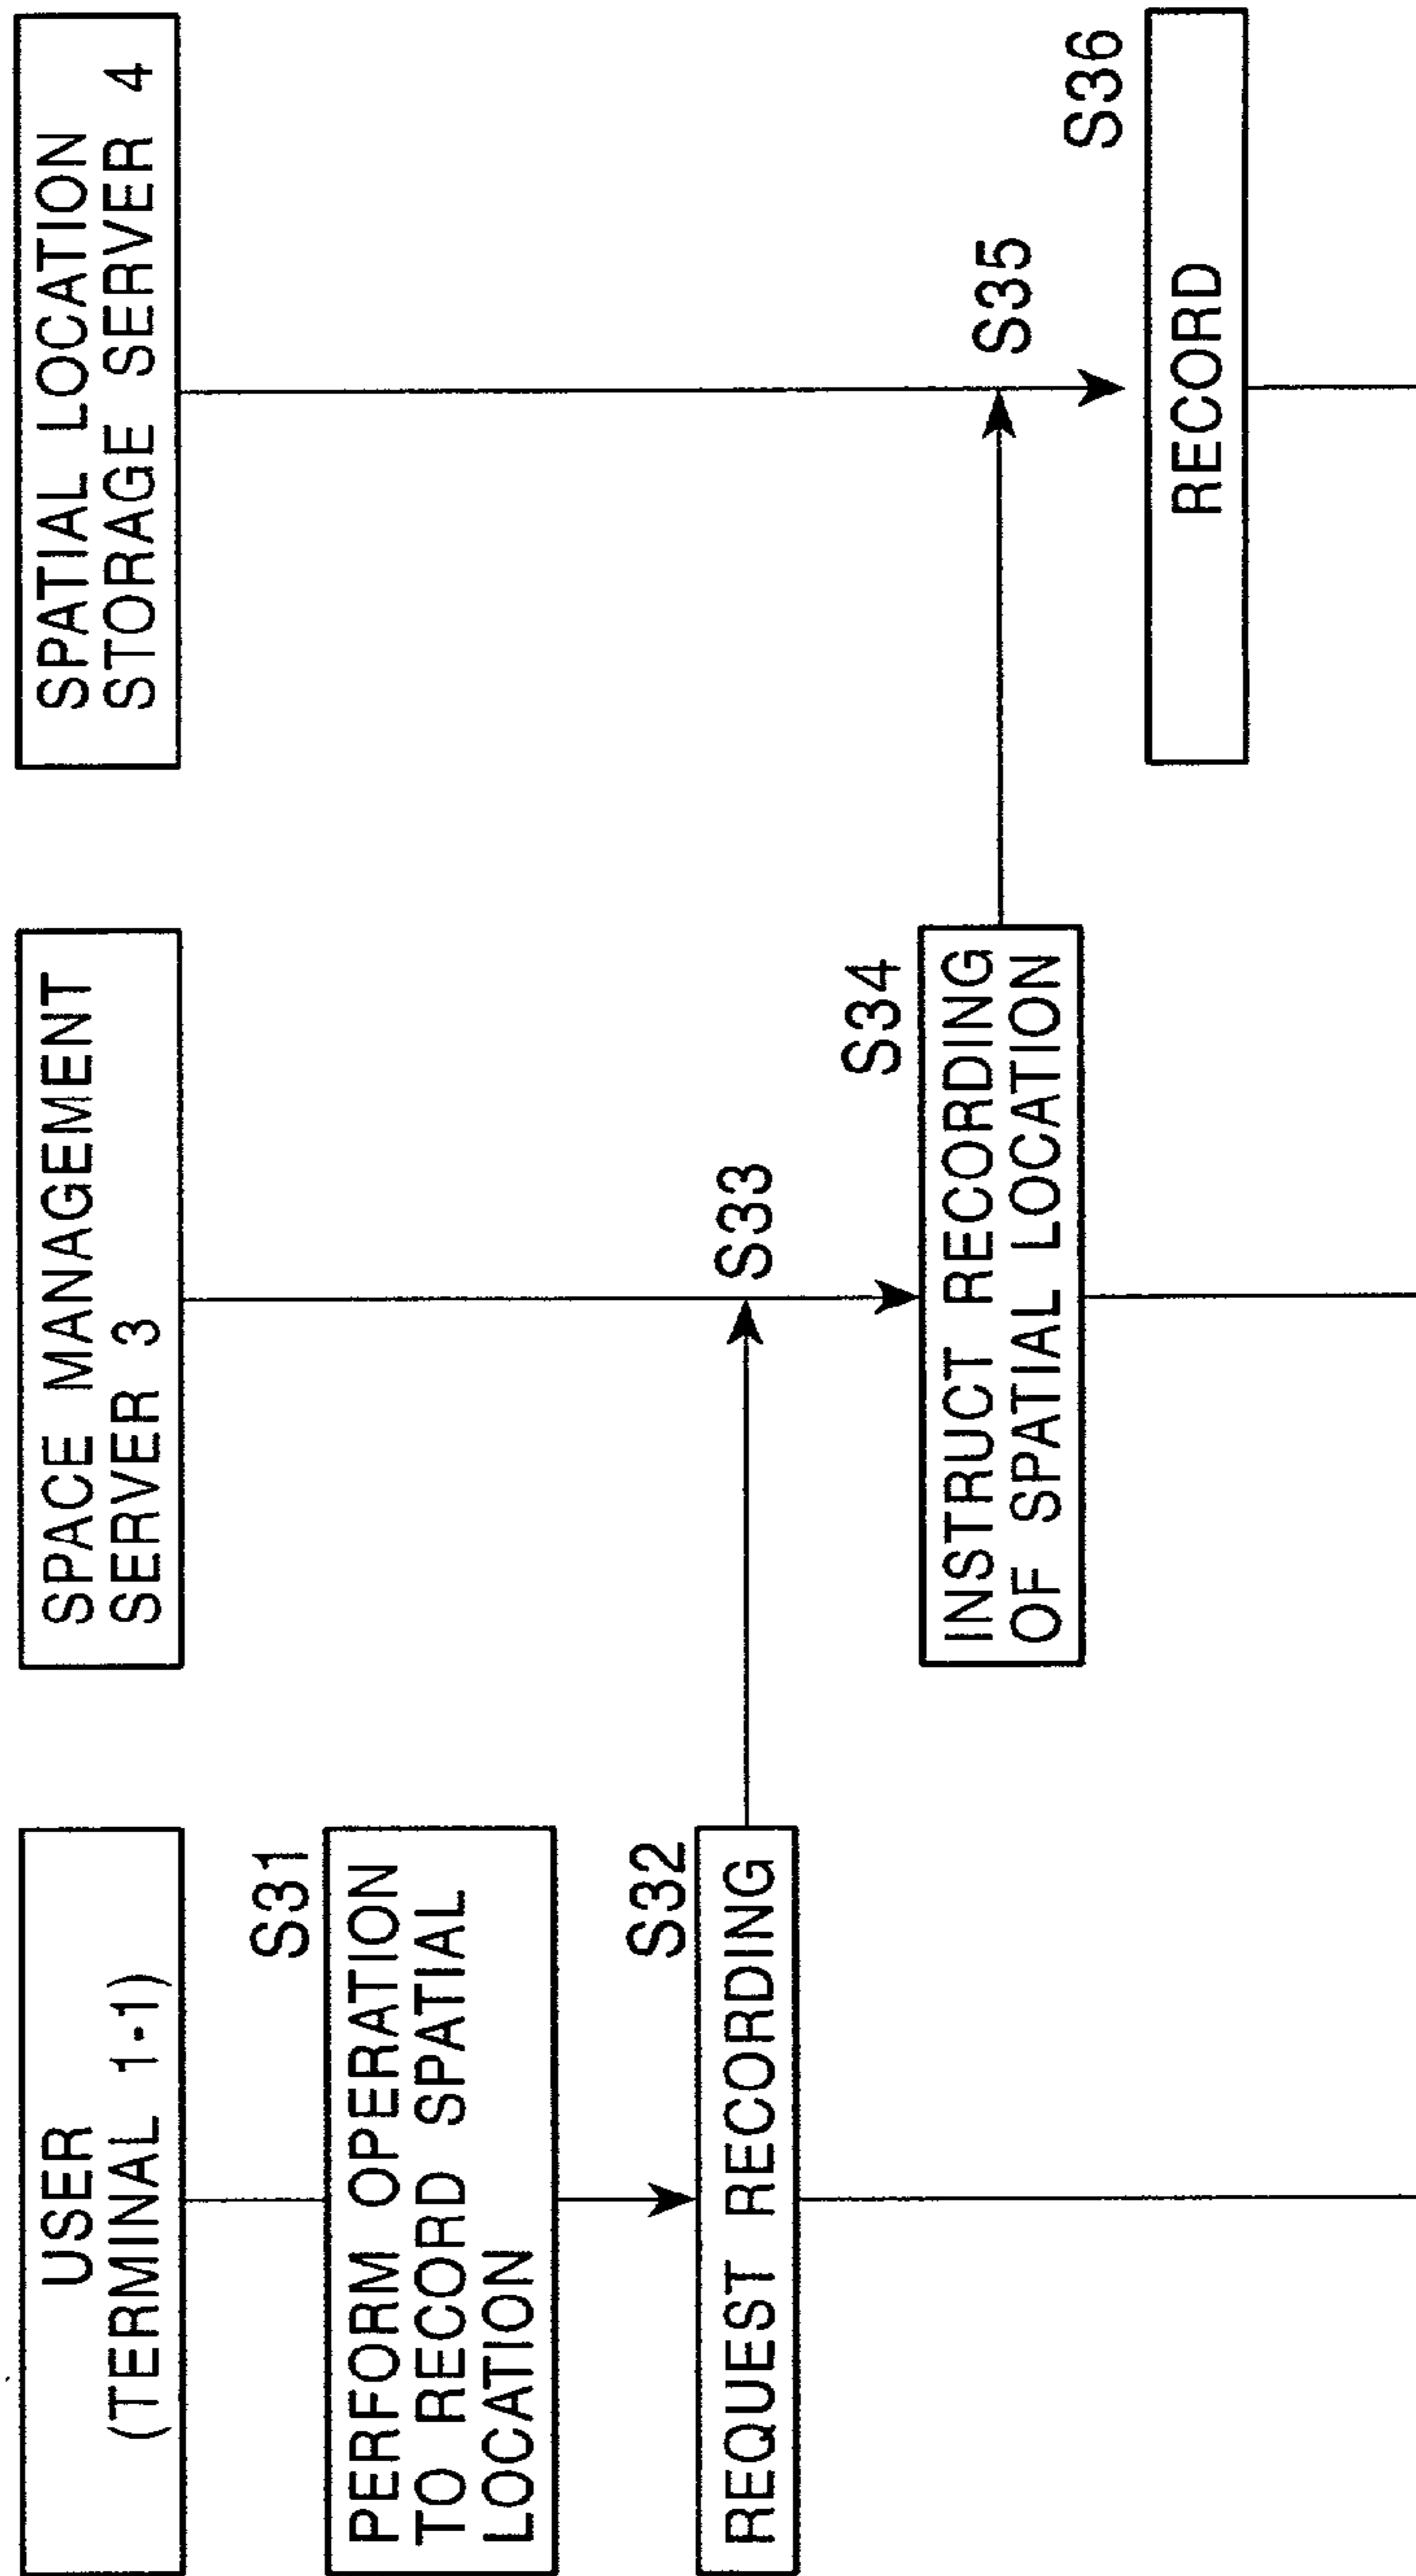 USER
(TERMINAL 1-1)
SPACE MANAGEMENT
SERVER 3
SPATIAL LOCATION
STORAGE SERVER 4
S31
PERFORM OPERATION
TO RECORD SPATIAL
LOCATION
S32
REQUEST RECORDING
S33
S34
INSTRUCT RECORDING
OF SPATIAL LOCATION
S35
S36
RECORD